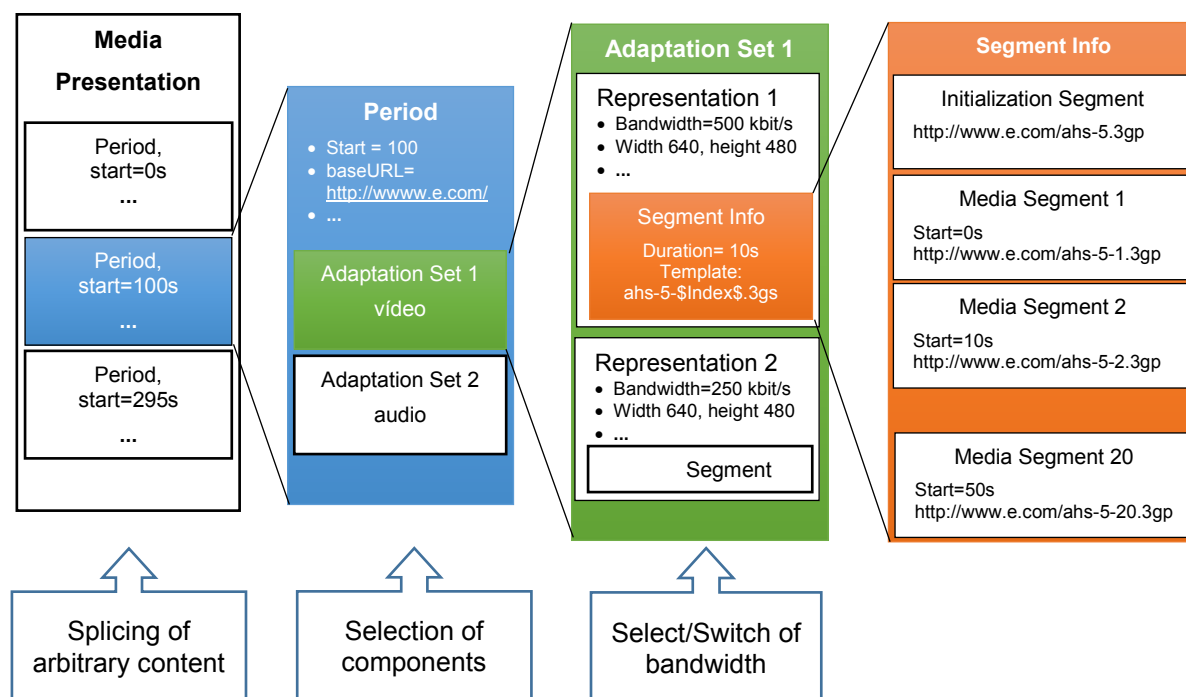 Media
Presentation
Period,
start=0s
...
Period,
start=100s
...
Period,
start=295s
...
Period
• Start = 100
• baseURL=
http://wwww.e.com/
• ...
Adaptation Set 1
vídeo
Adaptation Set 2
audio
Adaptation Set 1
Representation 1
• Bandwidth=500 kbit/s
• Width 640, height 480
• ...
Segment Info
Duration= 10s
Template:
ahs-5-$Index$.3gs
Representation 2
• Bandwidth=250 kbit/s
• Width 640, height 480
• ...
Segment
Segment Info
Initialization Segment
http://www.e.com/ahs-5.3gp
Media Segment 1
Start=0s
http://www.e.com/ahs-5-1.3gp
Media Segment 2
Start=10s
http://www.e.com/ahs-5-2.3gp
Media Segment 20
Start=50s
http://www.e.com/ahs-5-20.3gp
Splicing of
arbitrary content
Selection of
components
Select/Switch of
bandwidth